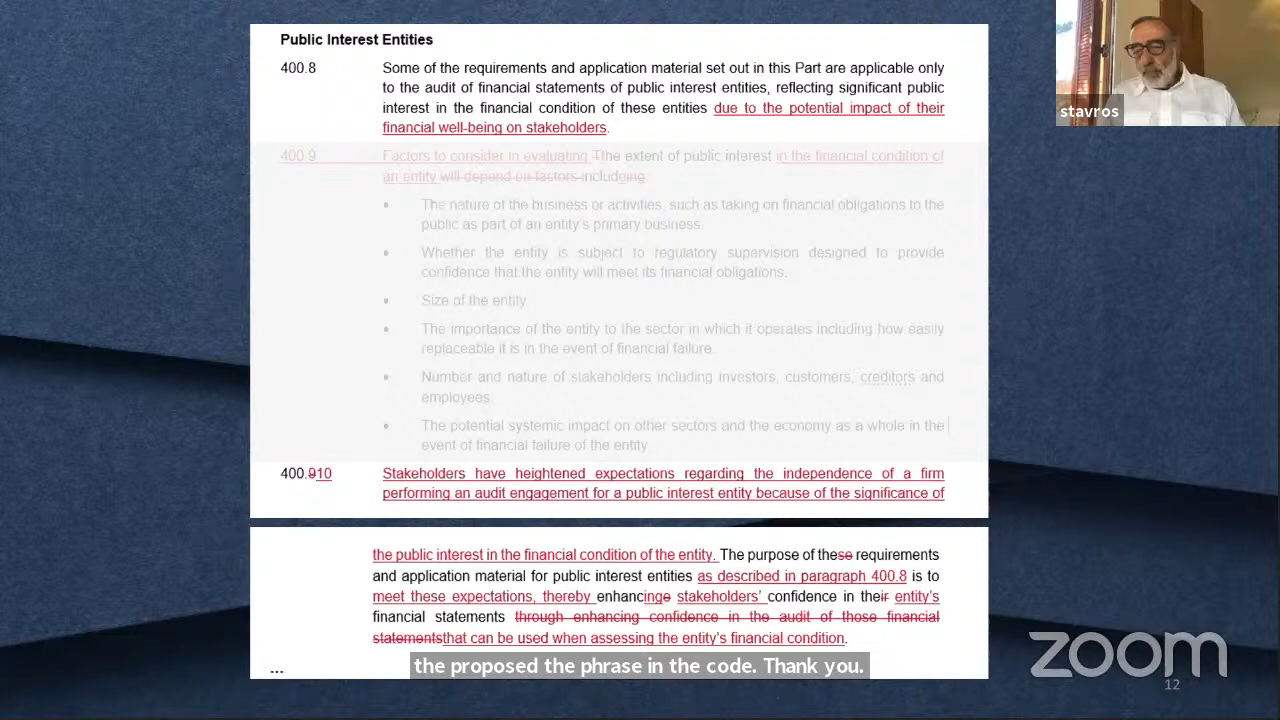 Public Interest Entities
400.8 Some of the requirements and application material set out in this Part are applicable only
to the audit of financial statements of public interest entities, reflecting significant public
interest in the financial condition of these entities due to the potential impact of their
financial well-being on stakeholders.
400.9 Factors to consider in evaluating Tthe extent of public interest in the financial condition of
an entity will depend on factors includeing:
• The nature of the business or activities, such as taking on financial obligations to the
public as part of an entity's primary business.
• Whether the entity is subject to regulatory supervision designed to provide
confidence that the entity will meet its financial obligations.
• Size of the entity
• The importance of the entity to the sector in which it operates including how easily
replaceable it is in the event of financial failure.
• Number and nature of stakeholders including investors, customers, creditors and
employees.
• The potential systemic impact on other sectors and the economy as a whole in the
event of financial failure of the entity.
400.910 Stakeholders have heightened expectations regarding the independence of a firm
performing an audit engagement for a public interest entity because of the significance of
the public interest in the financial condition of the entity. The purpose of these requirements
and application material for public interest entities as described in paragraph 400.8 is to
meet these expectations, thereby enhancinge stakeholders' confidence in their entity's
financial statements through enhancing confidence in the audit of those financial
statementsthat can be used when assessing the entity's financial condition.
...
the proposed the phrase in the code. Thank you.
stavros
zoom
12